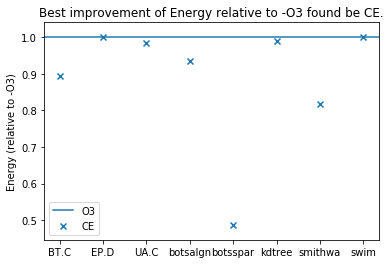 Best improvement of Energy relative to -O3 found be CE.
Energy (relative to -O3)
1.0
0.9
0.8
0.7
0.6
0.5
O3
CE
BT.C EP.D UA.C botsalgn botsspar kdtree smithwa swim